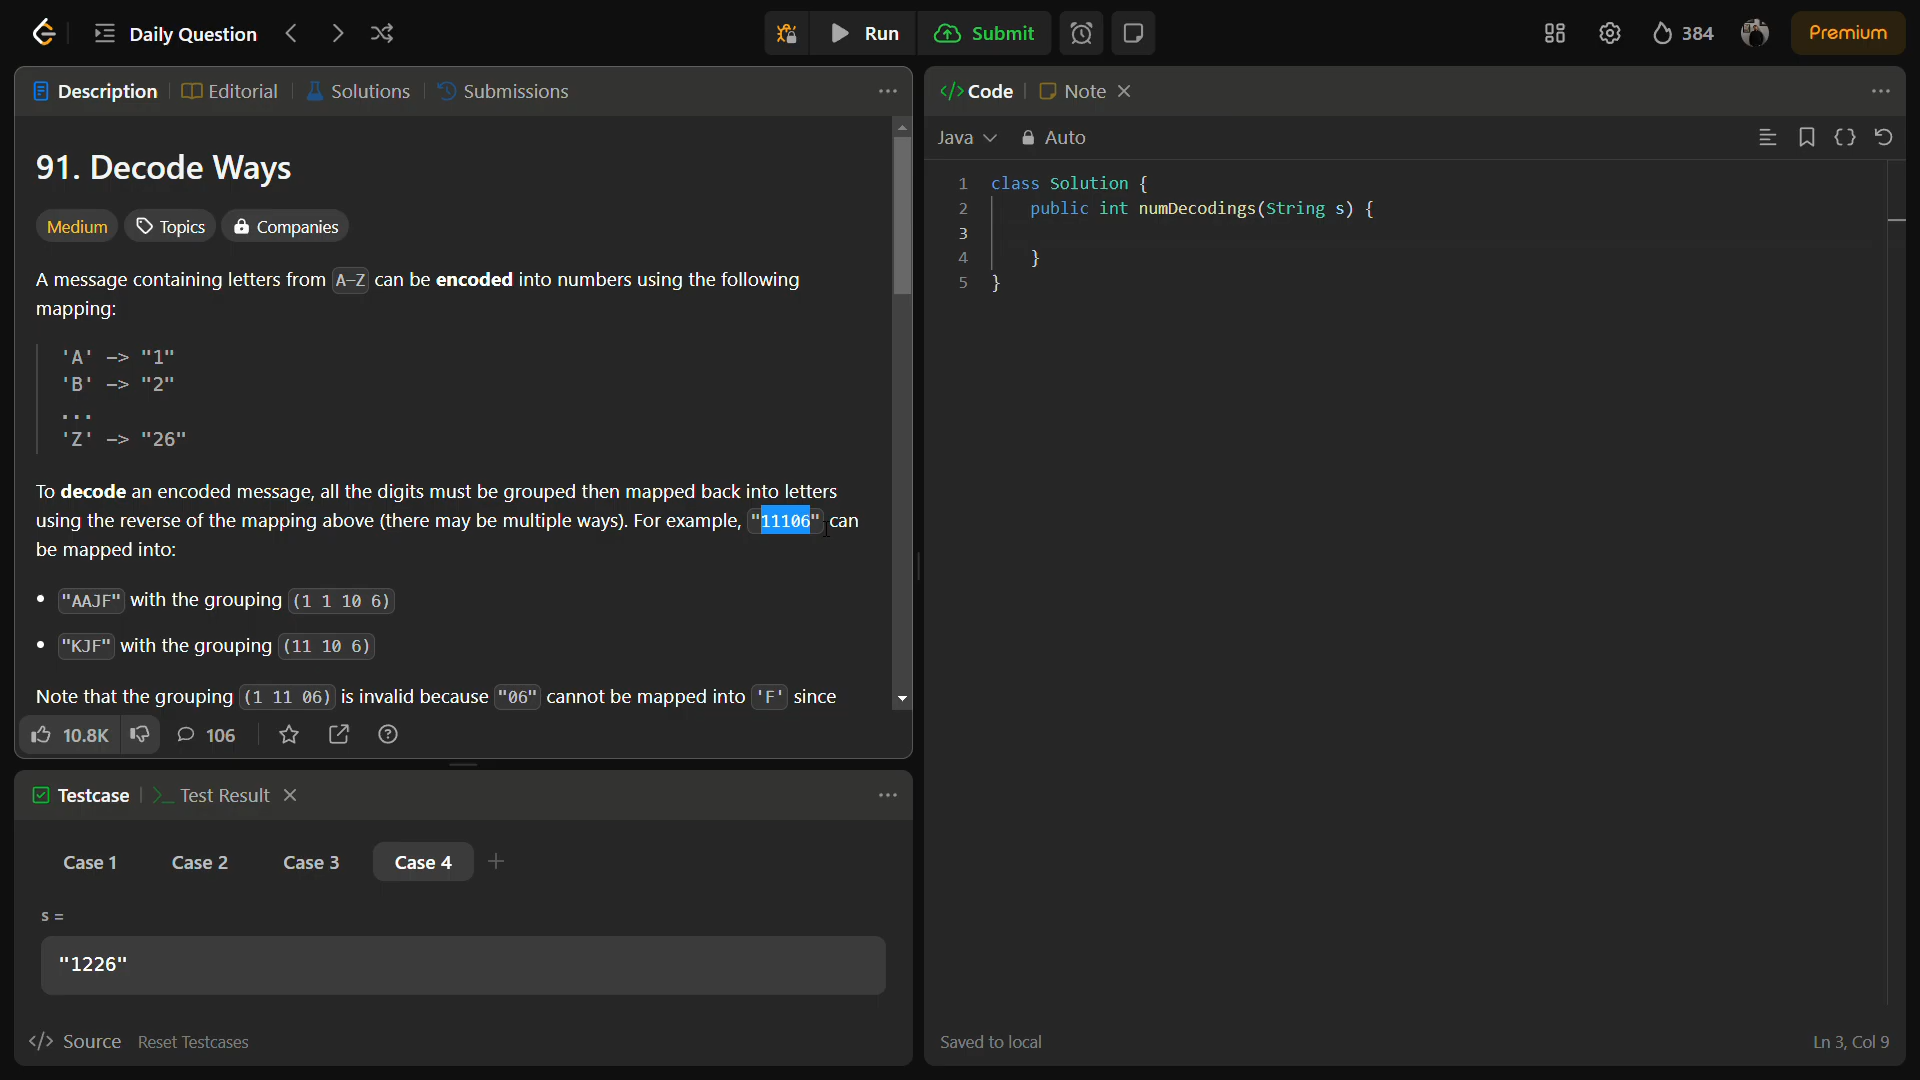 Daily Question
Run
Submit
384
Premium
Description
Editorial
Solutions
Submissions
91. Decode Ways
Medium
Topics
Companies
A message containing letters from A-Z can be encoded into numbers using the following
mapping:
'A' -> "1"
'B' -> "2"
...
'Z' -> "26"
To decode an encoded message, all the digits must be grouped then mapped back into letters
using the reverse of the mapping above (there may be multiple ways). For example, "11106" can
be mapped into:
• "AAJF" with the grouping (1 1 10 6)
• "KJF" with the grouping (11 10 6)
Note that the grouping (1 11 06) is invalid because "06" cannot be mapped into 'F' since
10.8K
106
Testcase
>_ Test Result
Case 1
Case 2
Case 3
Case 4
s =
"1226"
</> Source
Reset Testcases
</> Code
Note
Java
Auto
1 class Solution {
2 public int numDecodings(String s) {
3
4 }
5 }
Saved to local
Ln 3, Col 9